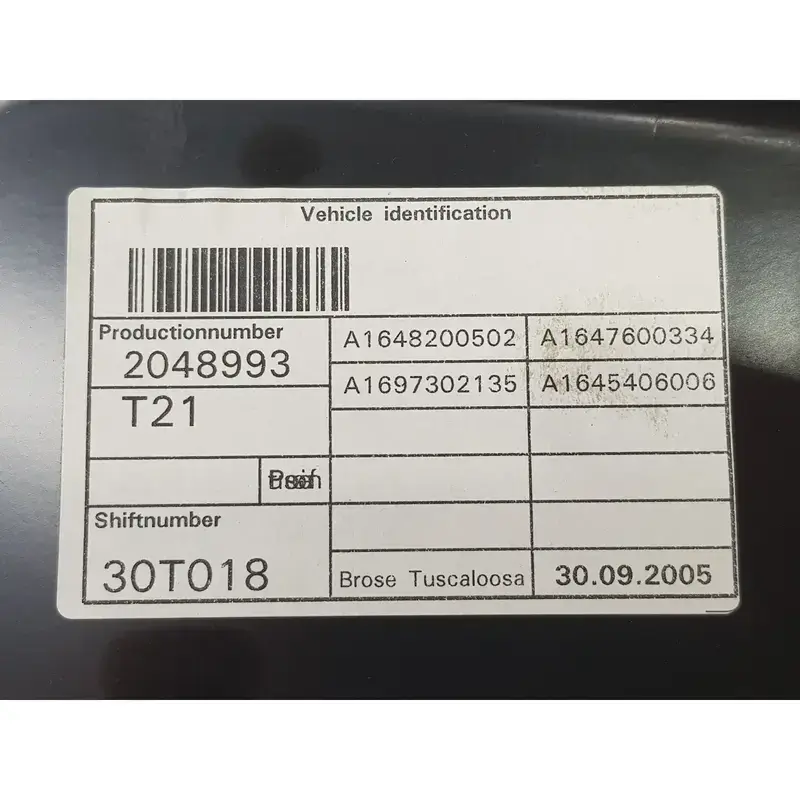 Vehicle identification
Productionnumber
2048993
A1648200502 A1647600334
A1697302135 A1645406006
T21
Shiftnumber
30T018
Brose Tuscaloosa 30.09.2005